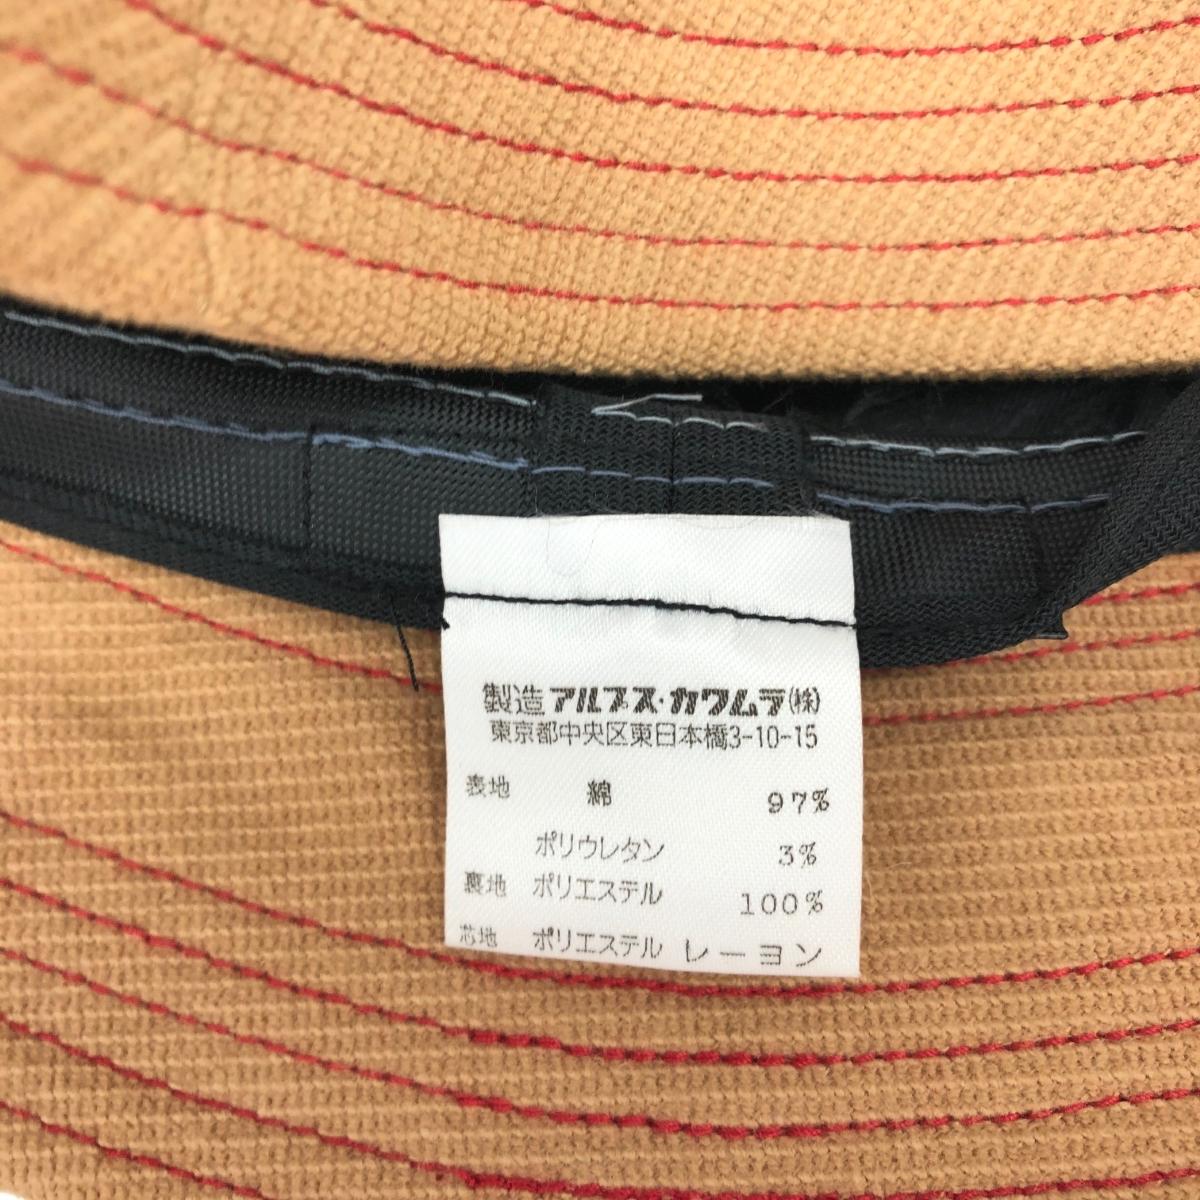 製造 アルプス・カワムラ(株)
東京都中央区東日本橋3-10-15
表地 綿 97%
ポリウレタン 3%
裏地 ポリエステル 100%
芯地 ポリエステル レーヨン